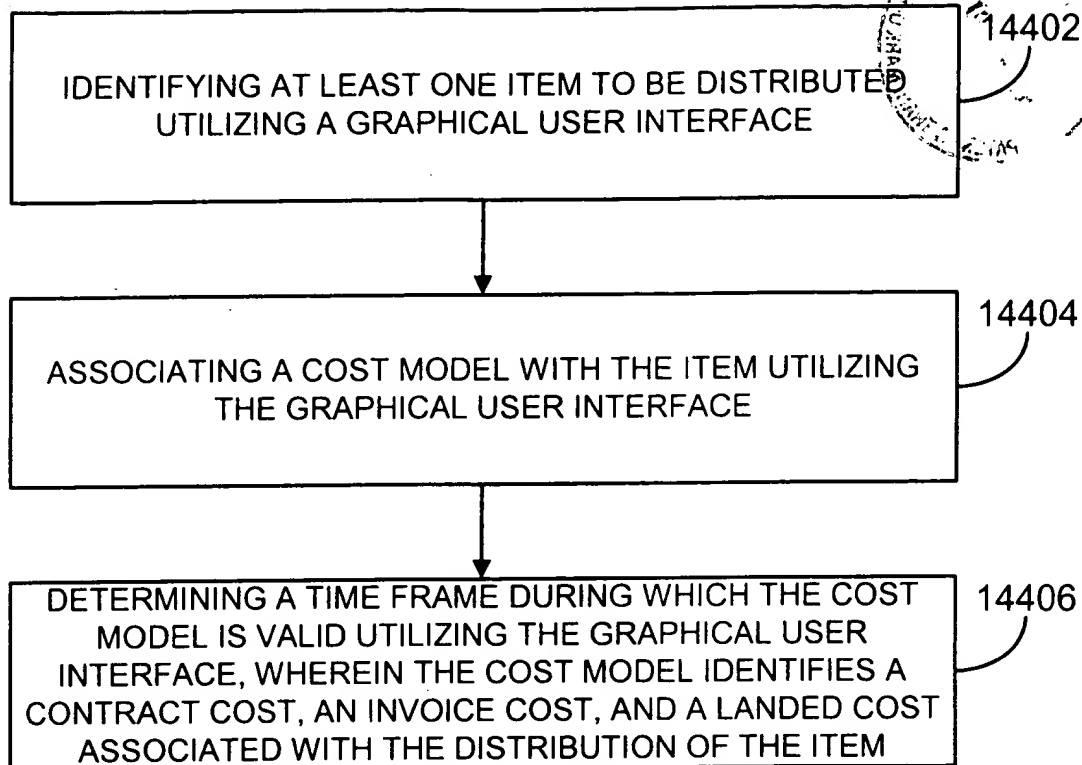 14402
IDENTIFYING AT LEAST ONE ITEM TO BE DISTRIBUTED
UTILIZING A GRAPHICAL USER INTERFACE
14404
ASSOCIATING A COST MODEL WITH THE ITEM UTILIZING
THE GRAPHICAL USER INTERFACE
14406
DETERMINING A TIME FRAME DURING WHICH THE COST
MODEL IS VALID UTILIZING THE GRAPHICAL USER
INTERFACE, WHEREIN THE COST MODEL IDENTIFIES A
CONTRACT COST, AN INVOICE COST, AND A LANDED COST
ASSOCIATED WITH THE DISTRIBUTION OF THE ITEM